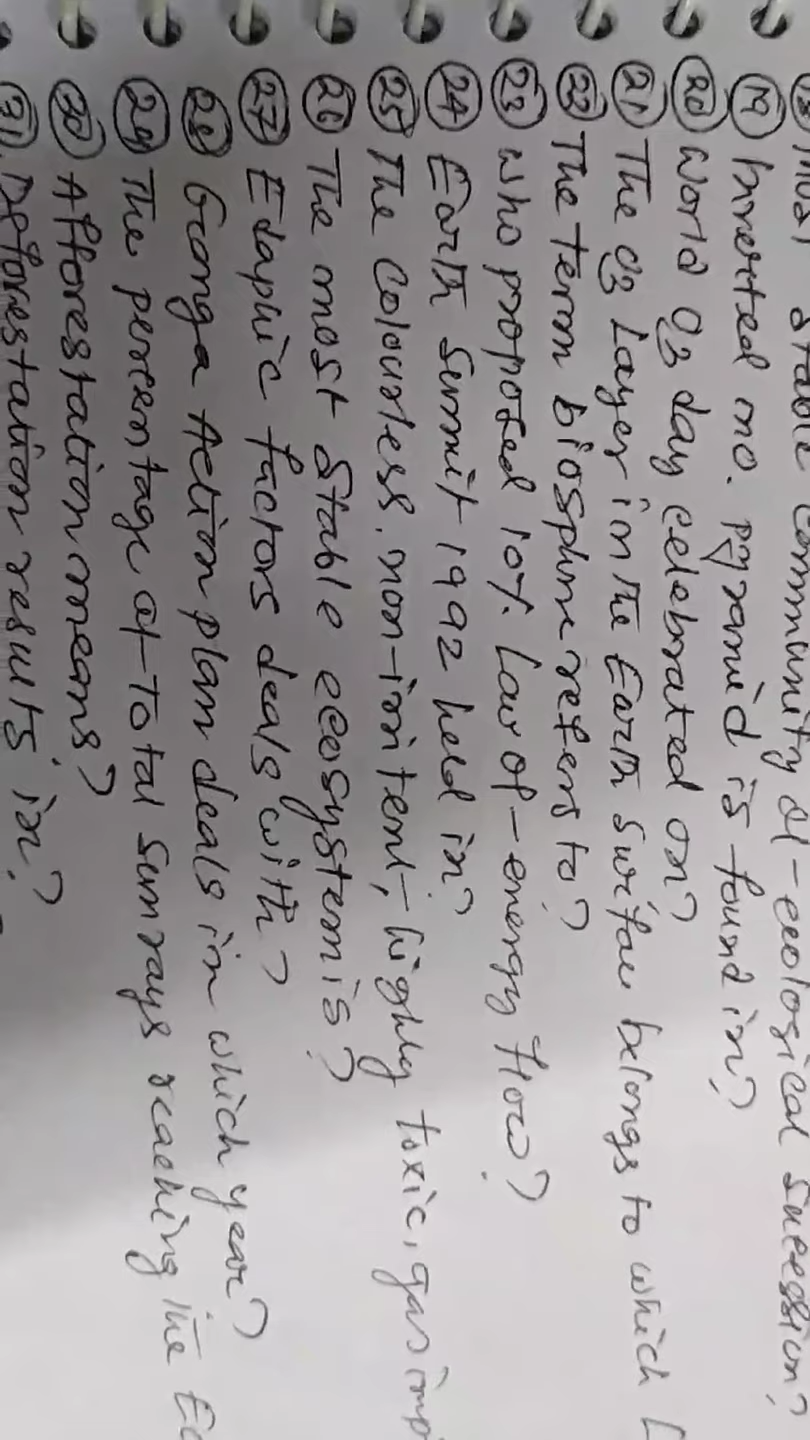 Most Stable Community of ecological Succession?
19 Inverted no. pyramid is found in?
20 World O3 day celebrated on?
21 The O3 Layer in the Earth Surface belongs to which
22 The term biosphere refers to?
23 Who proposed 10% Law of energy flow?
24 Earth Summit 1992 held in?
25 The colourless, non-irritent, highly toxic, gas imp
26 The most Stable ecosystem is?
27 Edaphic factors deals with?
28 Ganga Action plan deals in which year?
29 The percentage of Total Sun rays reaching the Ea
30 Afforestation means?
31. Deforestation results in?